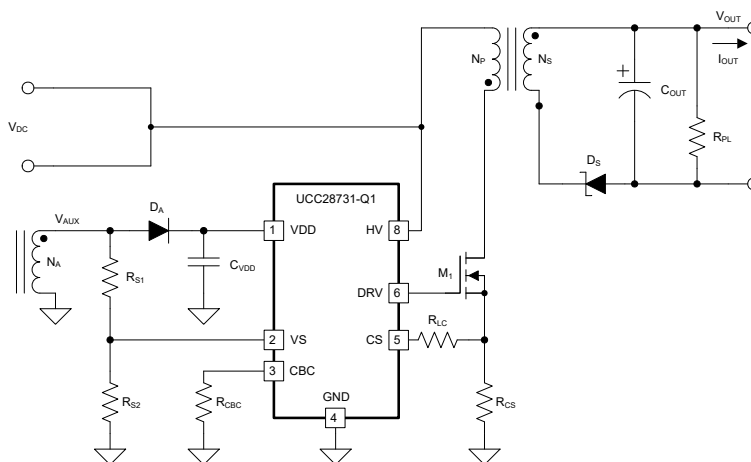 VOUT
IOUT
NP
NS
COUT
RPL
VDC
DS
UCC28731-Q1
DA
VAUX
1
VDD
HV
8
NA
CVDD
M1
RS1
DRV
6
RLC
2
VS
CS
5
3
CBC
RS2
RCBC
GND
4
RCS